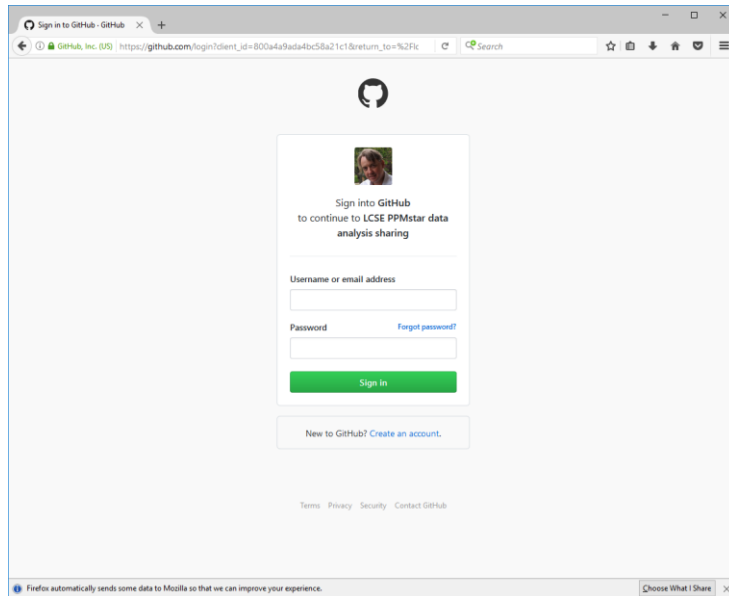 Sign in to GitHub · GitHub
GitHub, Inc. (US) https://github.com/login?client_id=800a4a9ada4bc58a21c1&return_to=%2Flc
Search
Sign into GitHub
to continue to LCSE PPMstar data
analysis sharing
Username or email address
Password Forgot password?
Sign in
New to GitHub? Create an account.
Terms Privacy Security Contact GitHub
Firefox automatically sends some data to Mozilla so that we can improve your experience. Choose What I Share